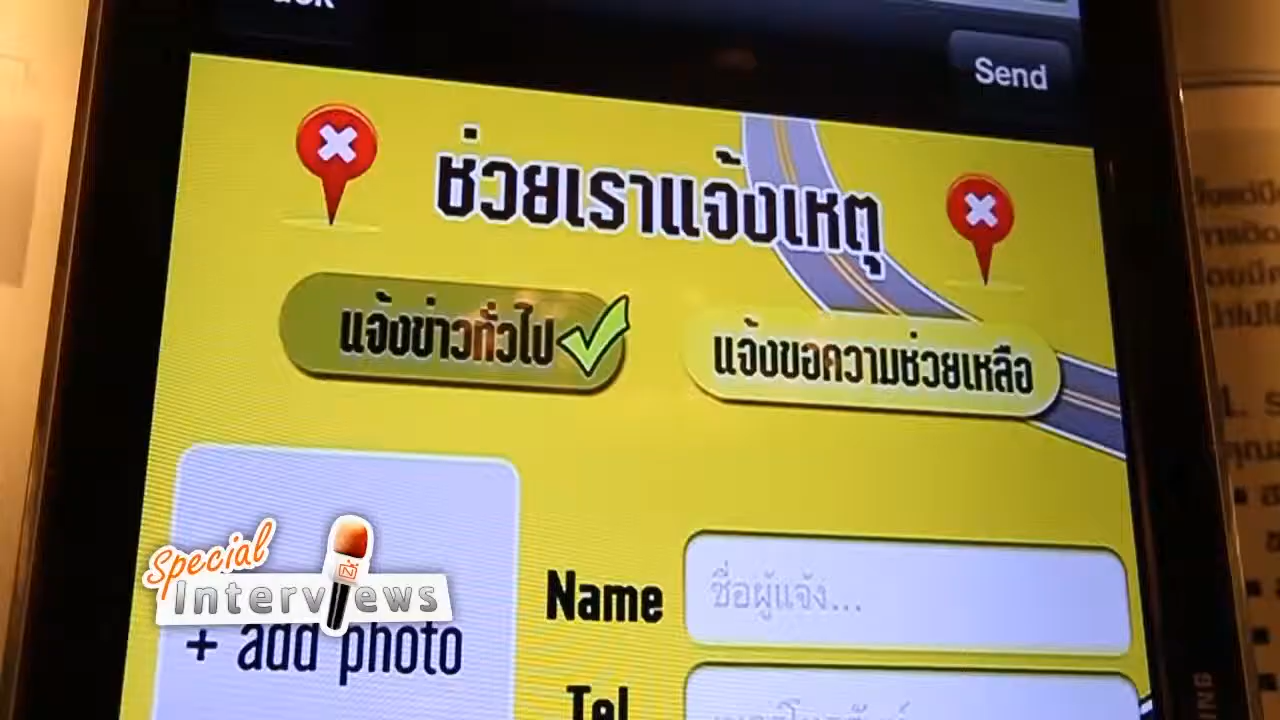 Send
ช่วยเราแจ้งเหตุ
แจ้งข่าวทั่วไป
แจ้งขอความช่วยเหลือ
Special
Interviews
+ add photo
Name
ชื่อผู้แจ้ง...
Tel